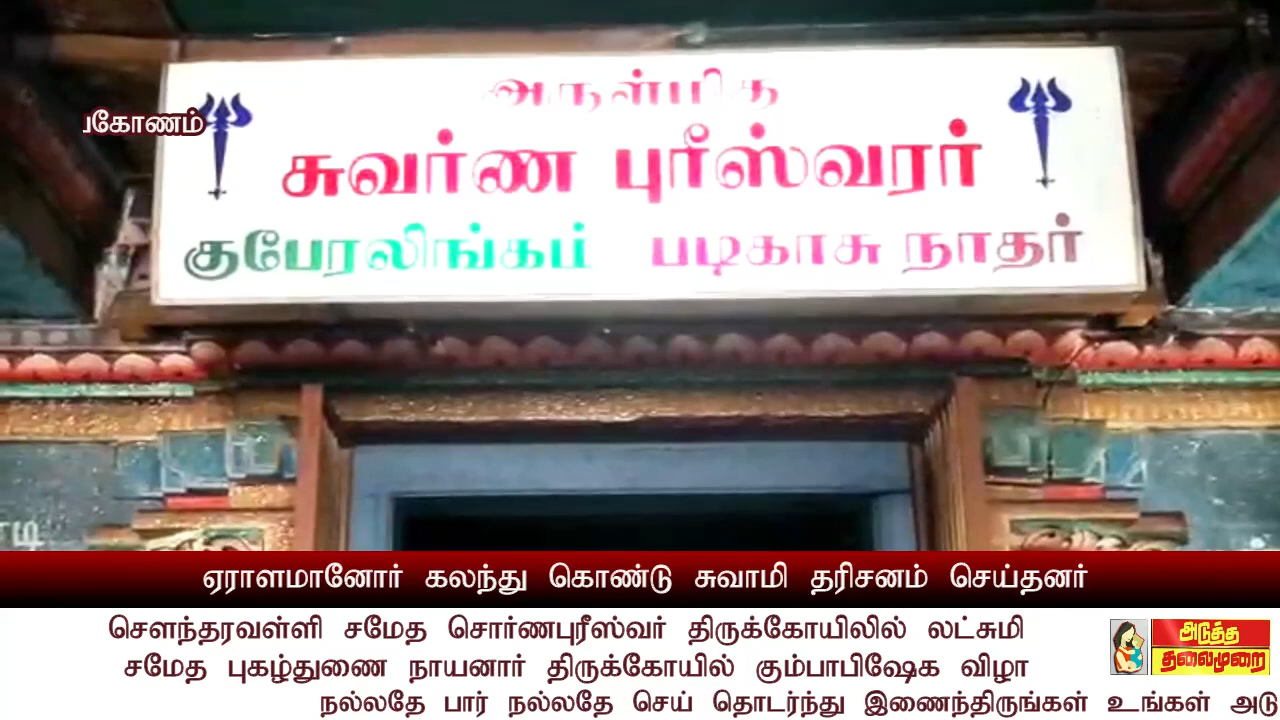 அருள்மிகு
கோணம்
சுவர்ண புரீஸ்வரர்
குபேரலிங்கம் படிகாசு நாதர்
ஏராளமானோர் கலந்து கொண்டு சுவாமி தரிசனம் செய்தனர்
சௌந்தரவள்ளி சமேத சொர்ணபுரீஸ்வர் திருக்கோயிலில் லட்சுமி
சமேத புகழ்துணை நாயனார் திருக்கோயில் கும்பாபிஷேக விழா
அடுத்த
தலைமுறை
நல்லதே பார் நல்லதே செய் தொடர்ந்து இணைந்திருங்கள் உங்கள் அடு